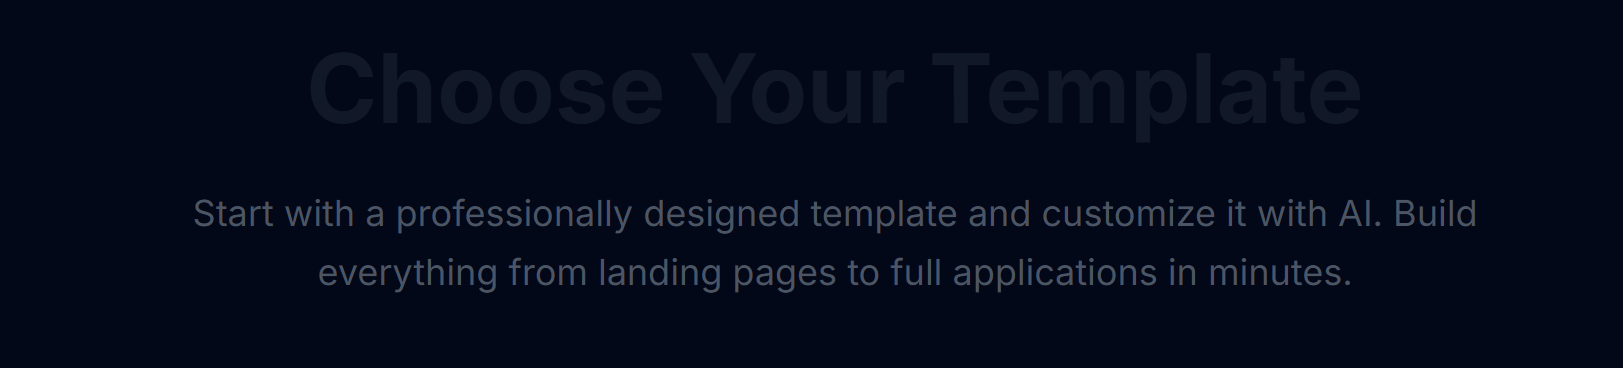 Choose Your Template
Start with a professionally designed template and customize it with AI. Build
everything from landing pages to full applications in minutes.